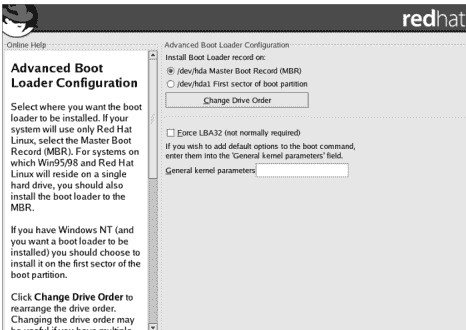 redhat
Online Help
Advanced Boot
Loader Configuration
Select where you want the boot
loader to be installed. If your
system will use only Red Hat
Linux, select the Master Boot
Record (MBR). For systems on
which Win95/98 and Red Hat
Linux will reside on a single
hard drive, you should also
install the boot loader to the
MBR.
If you have Windows NT (and
you want a boot loader to be
installed) you should choose to
install it on the first sector of the
boot partition.
Click Change Drive Order to
rearrange the drive order.
Changing the drive order may
be useful if you have multiple
Advanced Boot Loader Configuration
Install Boot Loader record on:
/dev/hda Master Boot Record (MBR)
/dev/hda1 First sector of boot partition
Change Drive Order
Force LBA32 (not normally required)
If you wish to add default options to the boot command,
enter them into the 'General kernel parameters' field.
General kernel parameters